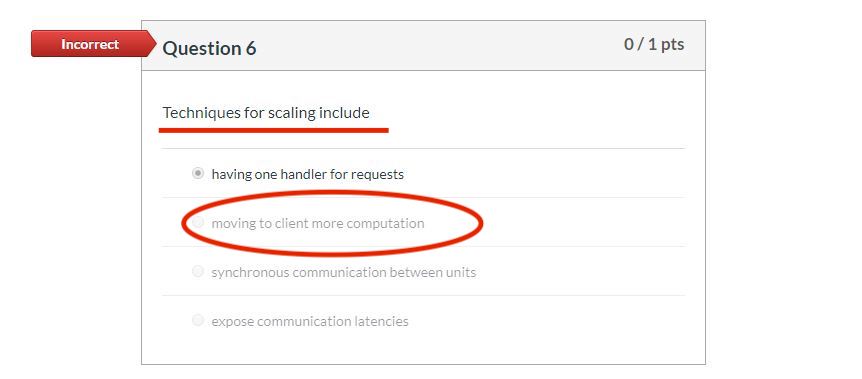 Incorrect
Question 6
0 / 1 pts
Techniques for scaling include
having one handler for requests
moving to client more computation
synchronous communication between units
expose communication latencies